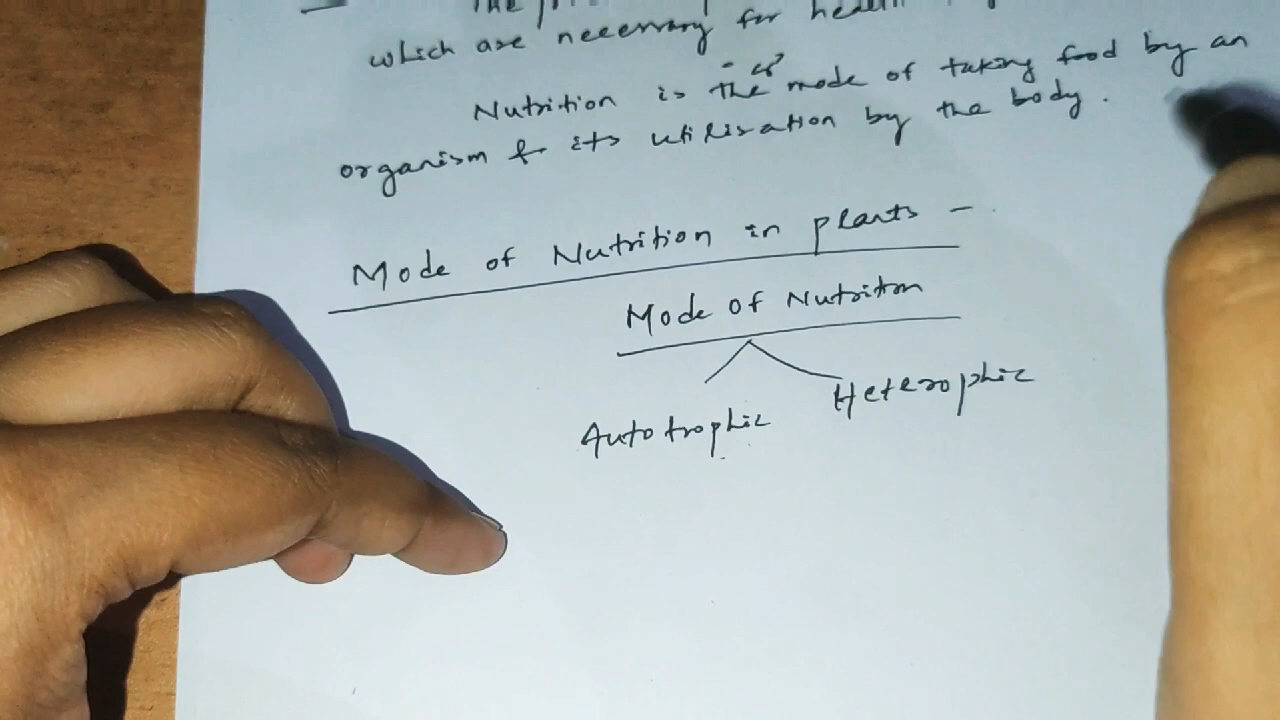 which are necessary for health
Nutrition is the mode of taking food by an
organism & its utilisation by the body.
Mode of Nutrition in plants -
Mode of Nutrition
Autotrophic Heterophic